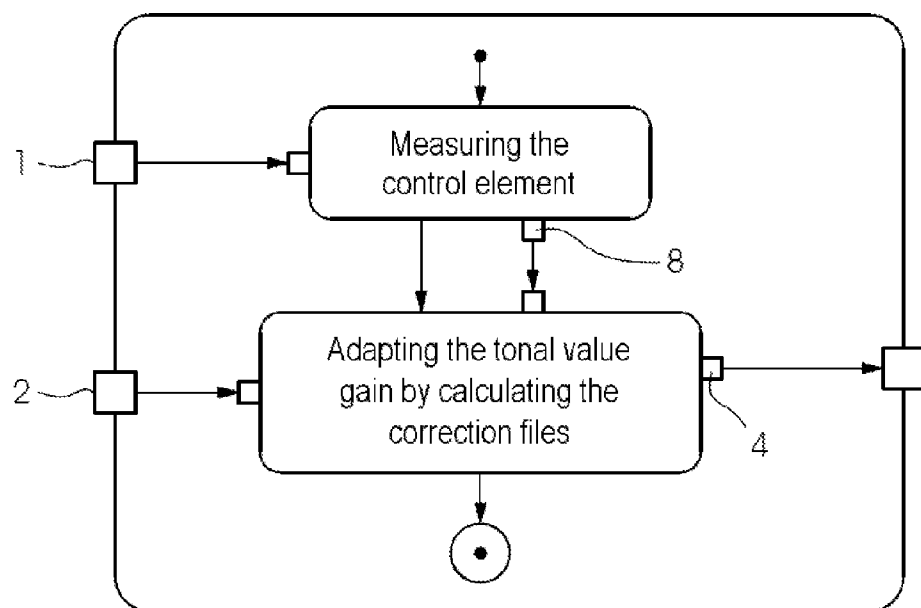 1
Measuring the
control element
8
2
Adapting the tonal value
gain by calculating the
correction files
4